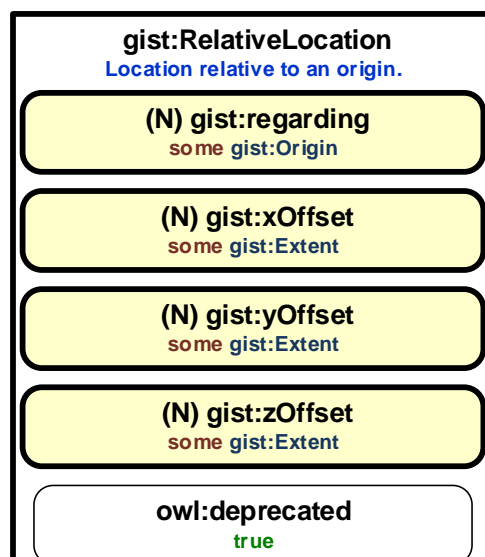 gist:RelativeLocation
Location relative to an origin.
(N) gist:regarding
some gist:Origin
(N) gist:xOffset
some gist:Extent
(N) gist:yOffset
some gist:Extent
(N) gist:zOffset
some gist:Extent
owl:deprecated
true